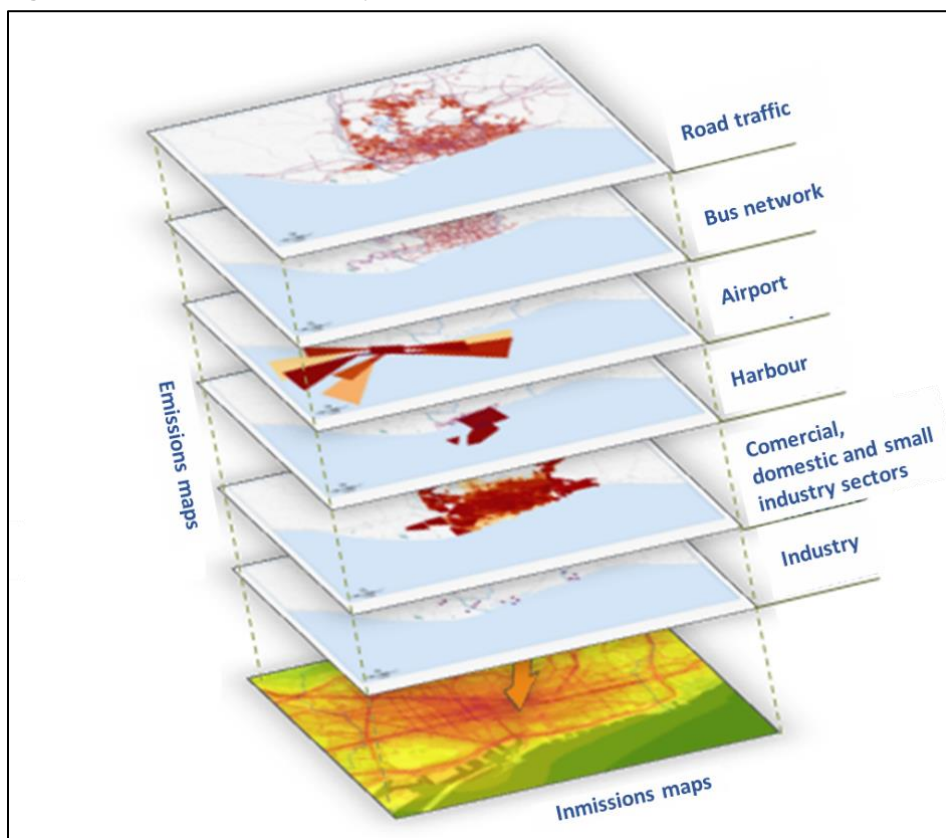 Road traffic
Bus network
Airport
Harbour
Comercial,
domestic and small
industry sectors
Industry
Emissions maps
Inmissions maps